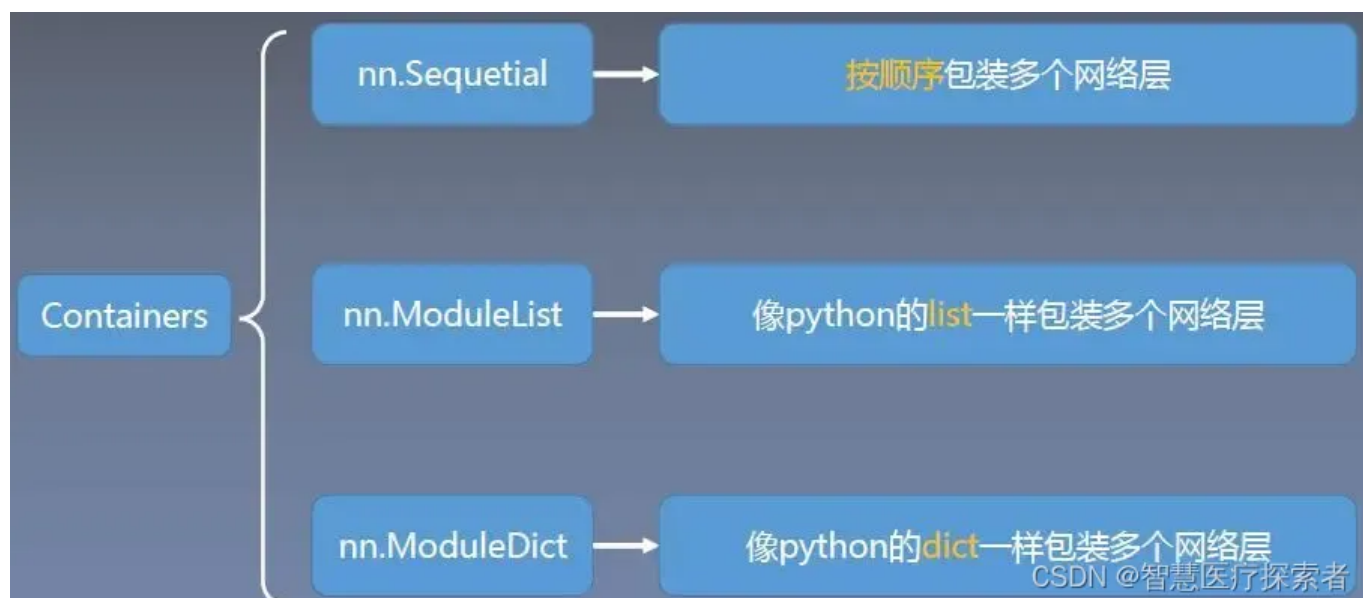 nn.Sequetial
按顺序包装多个网络层
Containers
nn.ModuleList
像python的list一样包装多个网络层
nn.ModuleDict
像python的dict一样包装多个网络层
CSDN @智慧医疗探索者